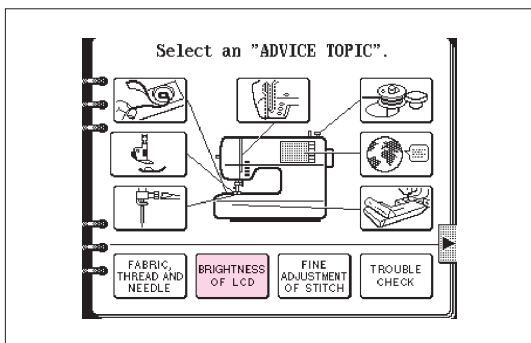 Select an "ADVICE TOPIC".
FABRIC,
THREAD AND
NEEDLE
BRIGHTNESS
OF LCD
FINE
ADJUSTMENT
OF STITCH
TROUBLE
CHECK